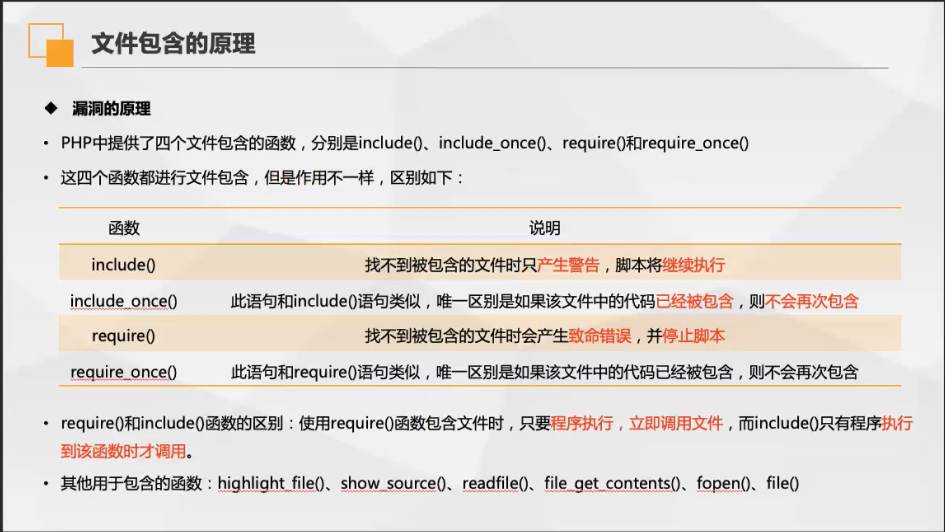 文件包含的原理
◆ 漏洞的原理
• PHP中提供了四个文件包含的函数，分别是include()、include_once()、require()和require_once()
• 这四个函数都进行文件包含，但是作用不一样，区别如下：
函数 说明
include() 找不到被包含的文件时只产生警告，脚本将继续执行
include_once() 此语句和include()语句类似，唯一区别是如果该文件中的代码已经被包含，则不会再次包含
require() 找不到被包含的文件时会产生致命错误，并停止脚本
require_once() 此语句和require()语句类似，唯一区别是如果该文件中的代码已经被包含，则不会再次包含
• require()和include()函数的区别：使用require()函数包含文件时，只要程序执行，立即调用文件，而include()只有程序执行
到该函数时才调用。
• 其他用于包含的函数：highlight_file()、show_source()、readfile()、file_get_contents()、fopen()、file()